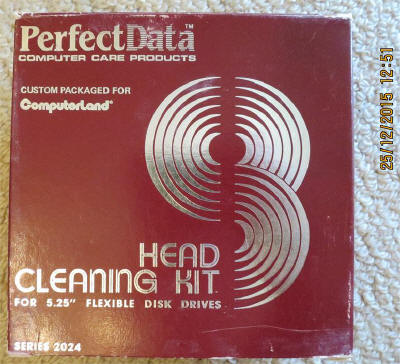 PerfectData™
COMPUTER CARE PRODUCTS
CUSTOM PACKAGED FOR
ComputerLand®
HEAD
CLEANING KIT
FOR 5.25" FLEXIBLE DISK DRIVES
SERIES 2024
25/12/2015 12:51